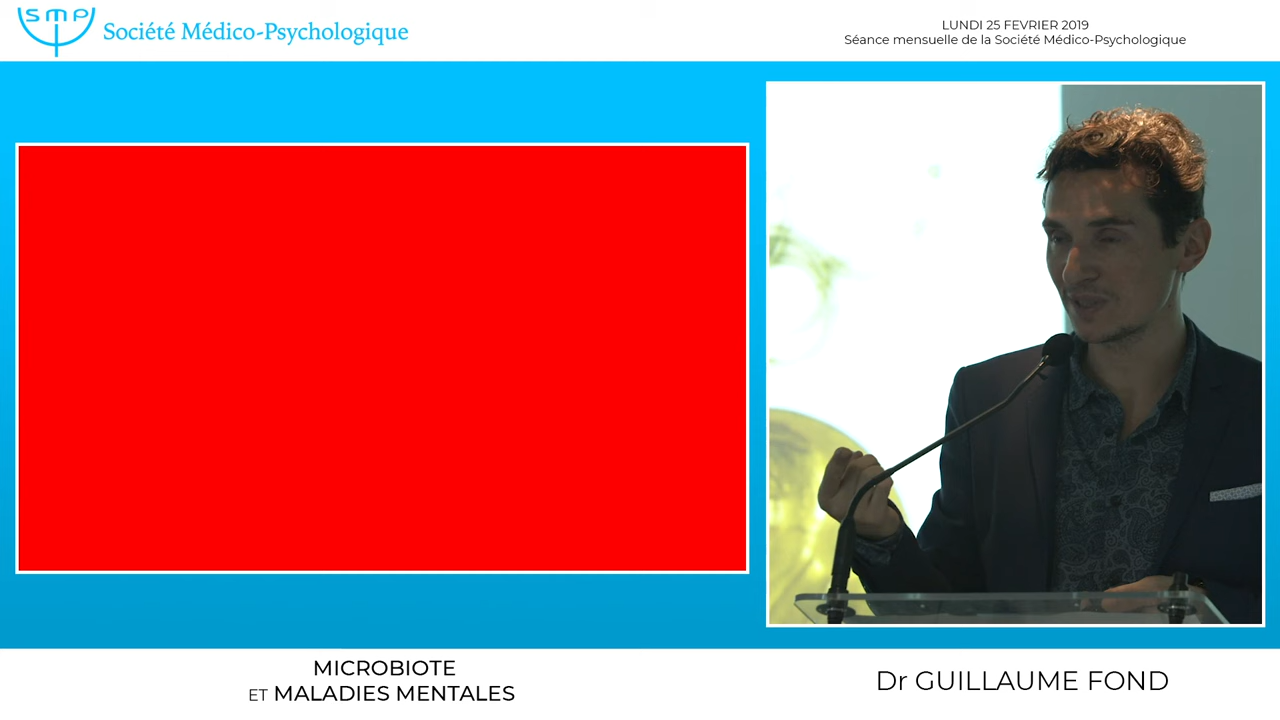 SMP
Société Médico-Psychologique
LUNDI 25 FEVRIER 2019
Séance mensuelle de la Société Médico-Psychologique
MICROBIOTE
ET MALADIES MENTALES
Dr GUILLAUME FOND